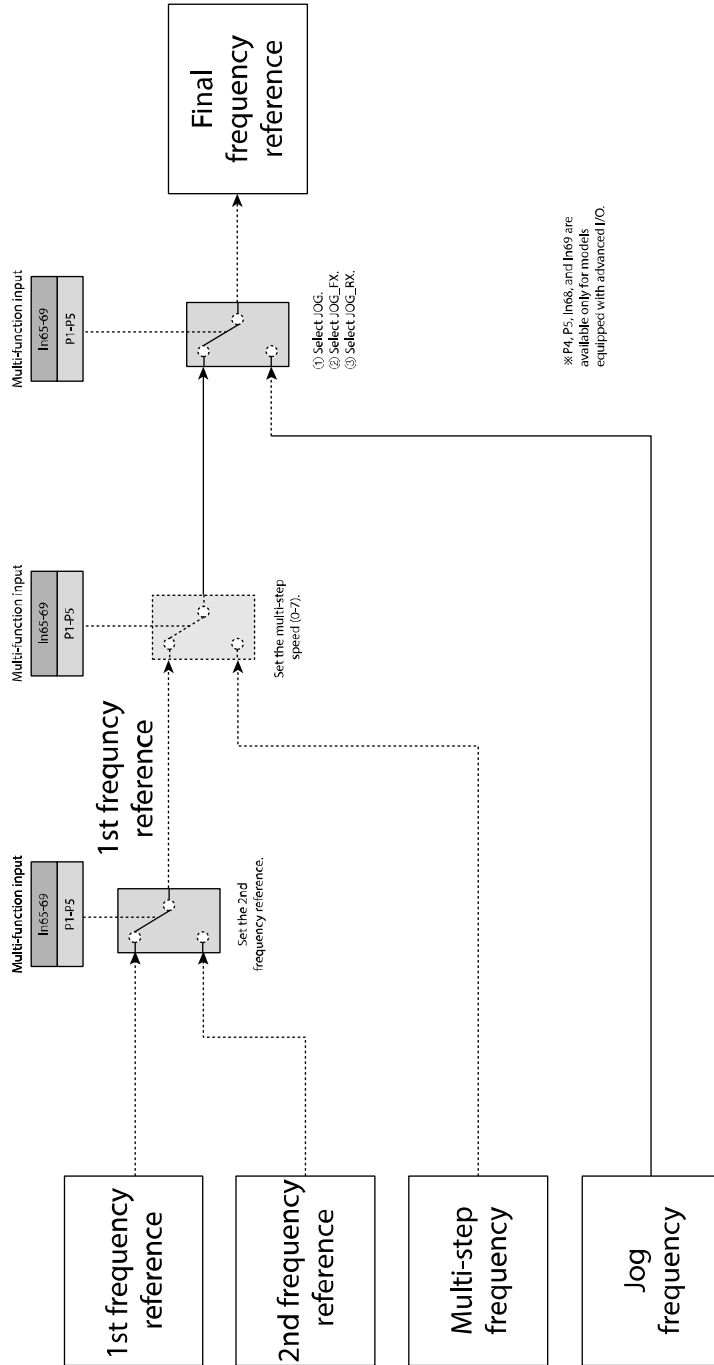 Multi-function input
In65-69
P1-P5
Multi-function input
In65-69
P1-P5
Multi-function input
In65-69
P1-P5
1st frequency
reference
2nd frequency
reference
Multi-step
frequency
Jog
frequency
Set the 2nd
frequency reference.
1st frequncy
reference
Set the multi-step
speed (0-7).
① Select JOG.
② Select JOG_FX.
③ Select JOG_RX.
Final
frequency
reference
※P4, P5, In68, and In69 are
available only for models
equipped with advanced I/O.